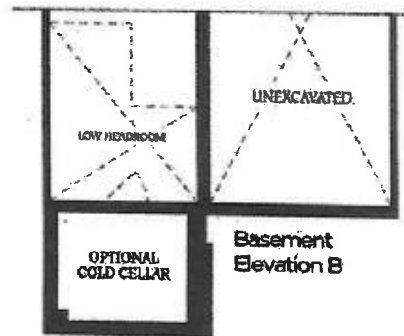 UNEXCAVATED
LOW HEADROOM
OPTIONAL
COLD CELLAR
Basement
Elevation B